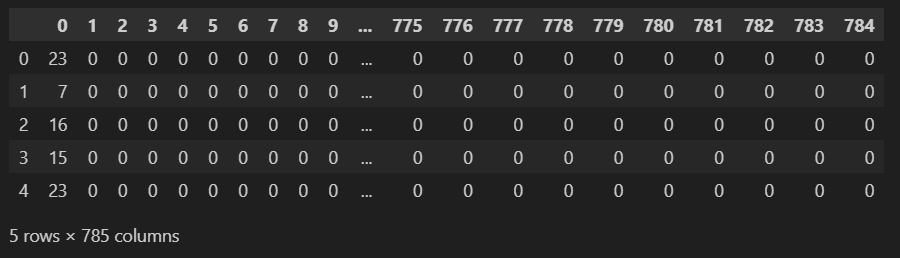 0 1 2 3 4 5 6 7 8 9 ... 775 776 777 778 779 780 781 782 783 784
0 23 0 0 0 0 0 0 0 0 0 ... 0 0 0 0 0 0 0 0 0 0
1 7 0 0 0 0 0 0 0 0 0 ... 0 0 0 0 0 0 0 0 0 0
2 16 0 0 0 0 0 0 0 0 0 ... 0 0 0 0 0 0 0 0 0 0
3 15 0 0 0 0 0 0 0 0 0 ... 0 0 0 0 0 0 0 0 0 0
4 23 0 0 0 0 0 0 0 0 0 ... 0 0 0 0 0 0 0 0 0 0
5 rows × 785 columns